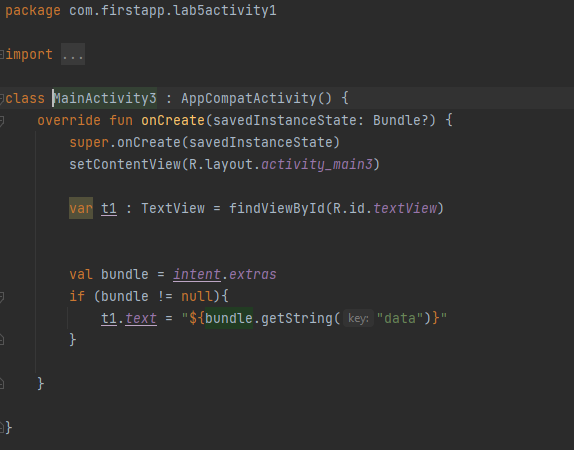 package com.firstapp.lab5activity1
import ...
class MainActivity3 : AppCompatActivity() {
override fun onCreate(savedInstanceState: Bundle?) {
super.onCreate(savedInstanceState)
setContentView(R.layout.activity_main3)
var t1 : TextView = findViewById(R.id.textView)
val bundle = intent.extras
if (bundle != null){
t1.text = "${bundle.getString( key: "data")}"
}
}
}